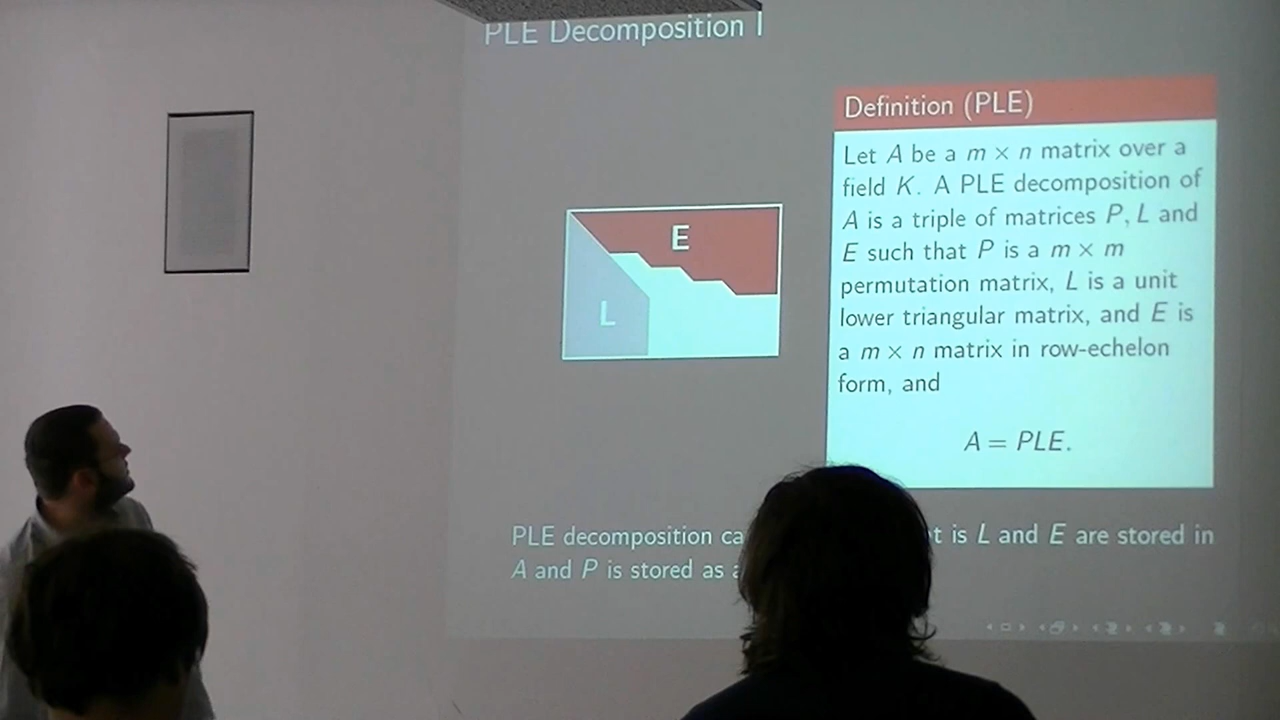 PLE Decomposition I
Definition (PLE)
Let A be a m × n matrix over a
field K. A PLE decomposition of
A is a triple of matrices P, L and
E such that P is a m × m
permutation matrix, L is a unit
lower triangular matrix, and E is
a m × n matrix in row-echelon
form, and
A = PLE.
E
L
PLE decomposition is L and E are stored in
A and P is stored as